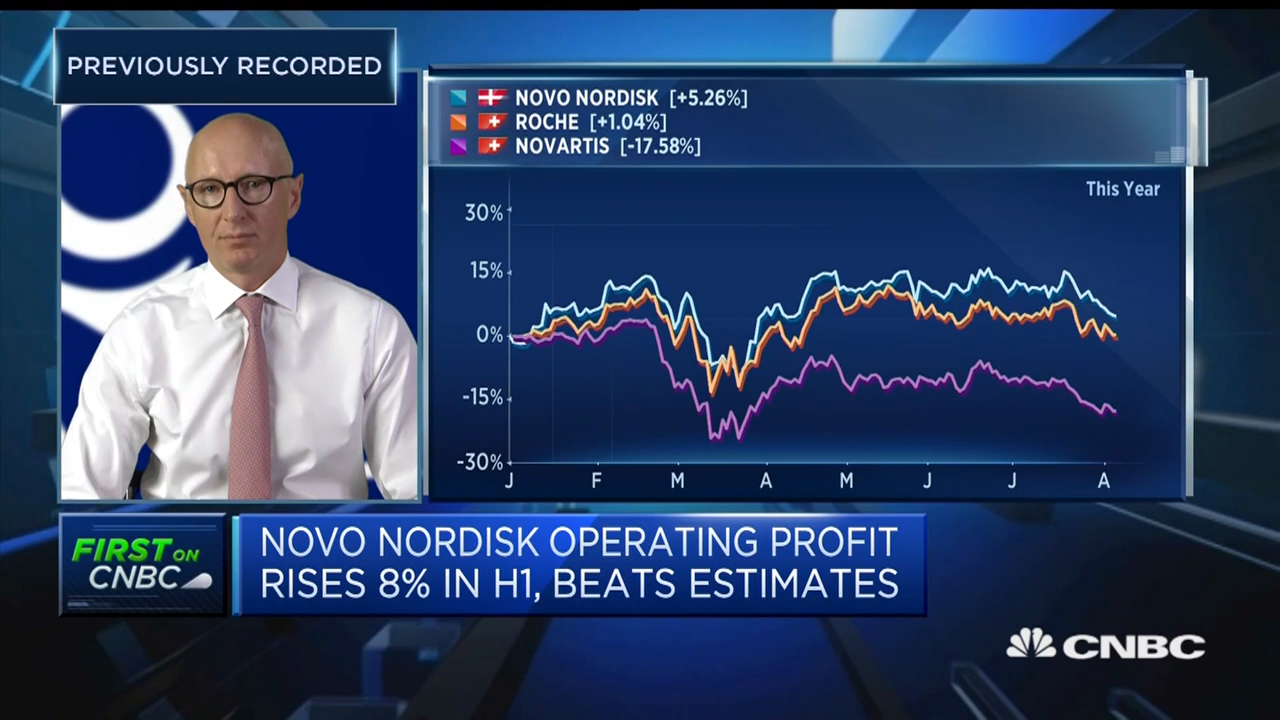 PREVIOUSLY RECORDED
NOVO NORDISK [+5.26%]
ROCHE [+1.04%]
NOVARTIS [-17.58%]
This Year
30%
15%
0%
-15%
-30%
J F M A M J J A
FIRST ON
CNBC
NOVO NORDISK OPERATING PROFIT
RISES 8% IN H1, BEATS ESTIMATES
CNBC